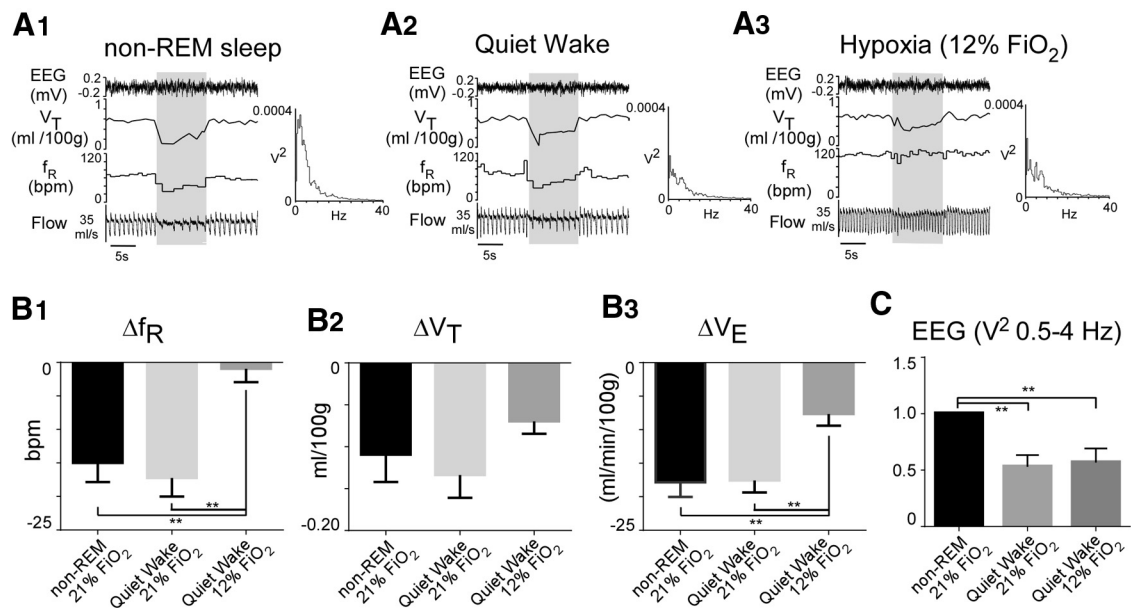 A1
non-REM sleep
EEG
(mV)
0.2
-0.2
V_T
(ml /100g)
1
0
f_R
(bpm)
120
0
Flow
35
ml/s
5s
0.0004
V²
0
0
40
Hz
A2
Quiet Wake
EEG
(mV)
0.2
-0.2
V_T
(ml /100g)
1
0
f_R
(bpm)
120
0
Flow
35
ml/s
5s
0.0004
V²
0
0
40
Hz
A3
Hypoxia (12% FiO₂)
EEG
(mV)
0.2
-0.2
V_T
(ml /100g)
1
0
f_R
(bpm)
120
0
Flow
35
ml/s
5s
0.0004
V²
0
0
40
Hz
B1
Δf_R
0
bpm
-25
**
**
non-REM
21% FiO₂
Quiet Wake
21% FiO₂
Quiet Wake
12% FiO₂
B2
ΔV_T
0
ml/100g
-0.20
non-REM
21% FiO₂
Quiet Wake
21% FiO₂
Quiet Wake
12% FiO₂
B3
ΔV_E
0
(ml/min/100g)
-25
**
**
non-REM
21% FiO₂
Quiet Wake
21% FiO₂
Quiet Wake
12% FiO₂
C
EEG (V² 0.5-4 Hz)
1.5
1.0
0.5
0
**
**
non-REM
21% FiO₂
Quiet Wake
21% FiO₂
Quiet Wake
12% FiO₂